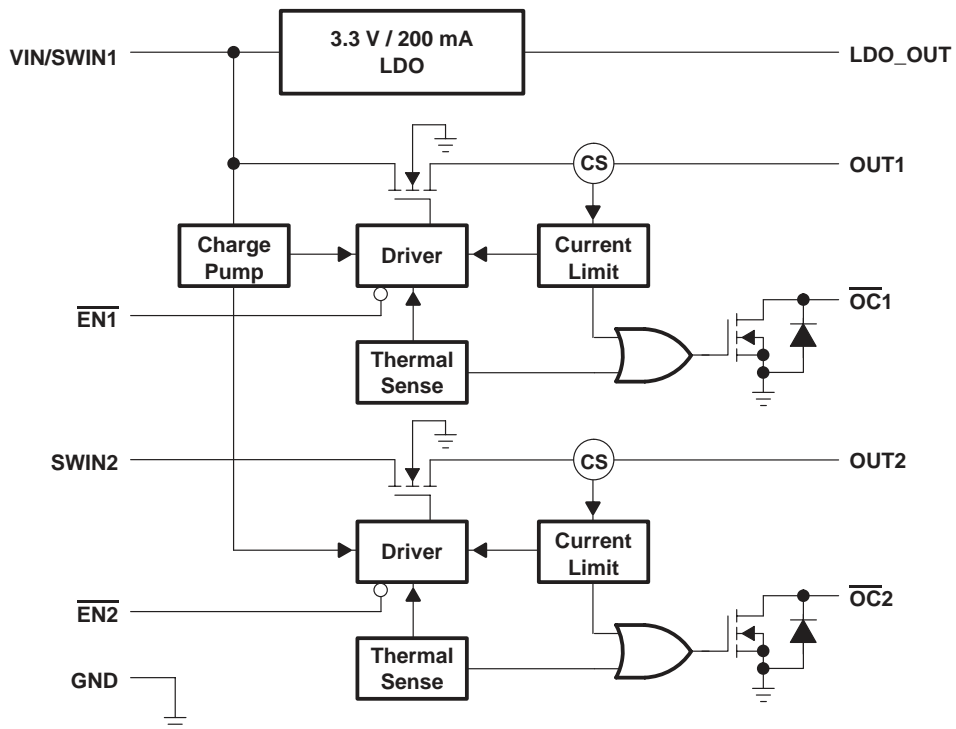 VIN/SWIN1
3.3 V / 200 mA
LDO
LDO_OUT
CS
OUT1
Charge
Pump
Driver
Current
Limit
EN1
OC1
Thermal
Sense
SWIN2
CS
OUT2
Driver
Current
Limit
EN2
OC2
Thermal
Sense
GND